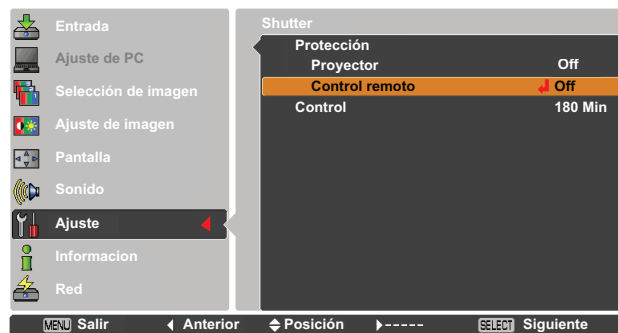 Entrada
Ajuste de PC
Selección de imagen
Ajuste de imagen
Pantalla
Sonido
Ajuste
Informacion
Red
Shutter
Protección
Proyector Off
Control remoto Off
Control 180 Min
MENU Salir Anterior Posición ----- SELECT Siguiente